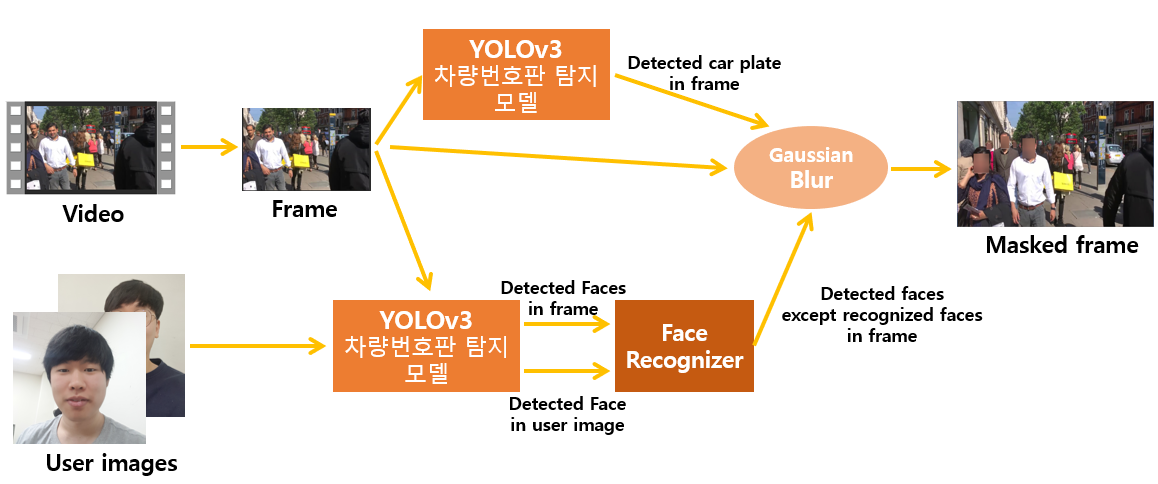 YOLOv3
차량번호판 탐지
모델
Detected car plate
in frame
Gaussian
Blur
Video
Frame
Masked frame
YOLOv3
차량번호판 탐지
모델
Detected Faces
in frame
Face
Recognizer
Detected faces
except recognized faces
in frame
Detected Face
in user image
User images